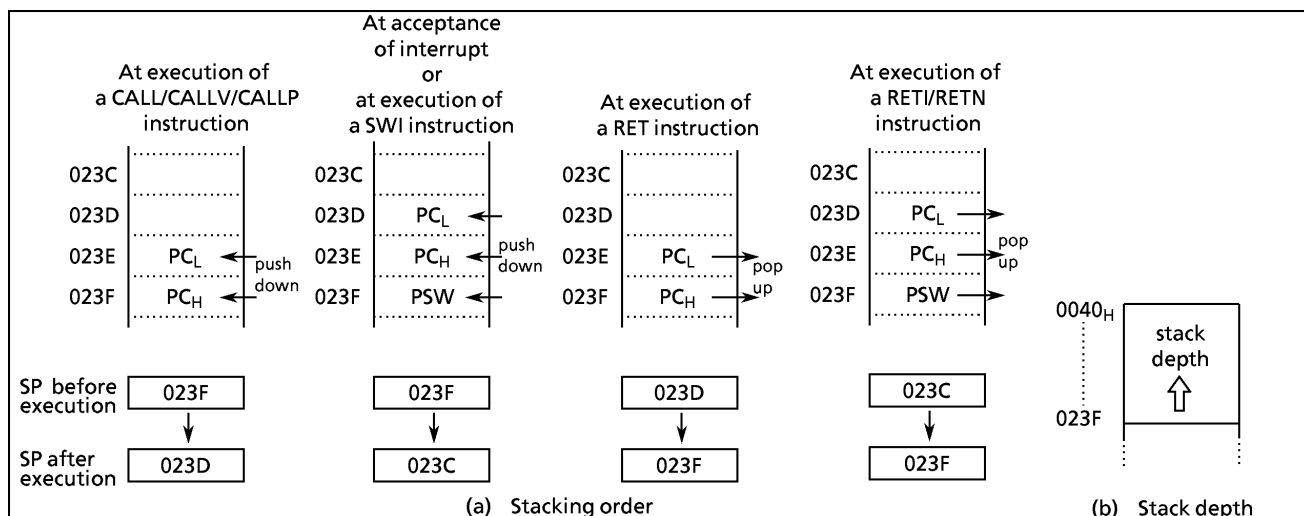 At execution of
a CALL/CALLV/CALLP
instruction
023C
023D
023E PCL
023F PCH
push
down
At acceptance
of interrupt
or
at execution of
a SWI instruction
023C
023D PCL
023E PCH
023F PSW
push
down
At execution of
a RET instruction
023C
023D
023E PCL
023F PCH
pop
up
At execution of
a RETI/RETN
instruction
023C
023D PCL
023E PCH
023F PSW
pop
up
SP before
execution
023F
023F
023D
023C
SP after
execution
023D
023C
023F
023F
(a) Stacking order
0040H
stack
depth
023F
(b) Stack depth